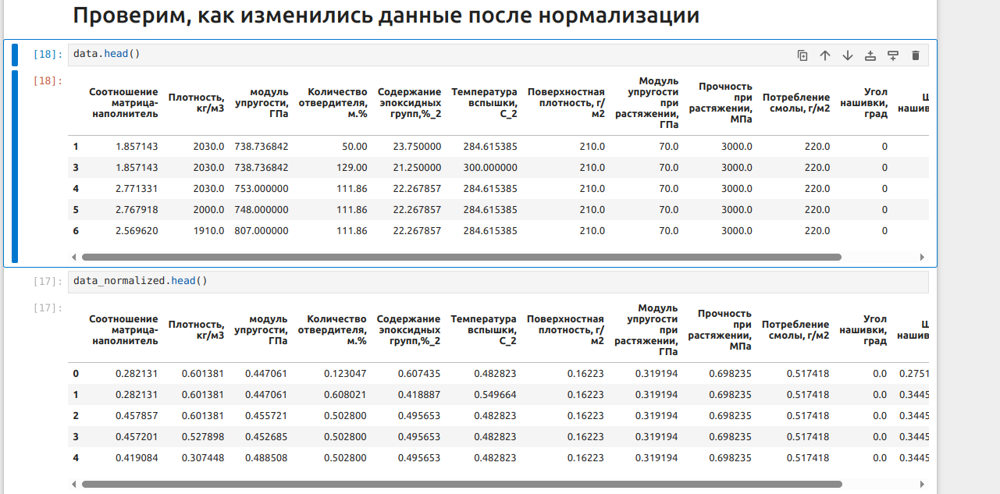 Проверим, как изменились данные после нормализации
[18]: data.head()
[18]:
Соотношение матрица-наполнитель Плотность, кг/м3 модуль упругости, ГПа Количество отвердителя, м.% Содержание эпоксидных групп,%_2 Температура вспышки, С_2 Поверхностная плотность, г/м2 Модуль упругости при растяжении, ГПа Прочность при растяжении, МПа Потребление смолы, г/м2 Угол нашивки, град нашив
1 1.857143 2030.0 738.736842 50.00 23.750000 284.615385 210.0 70.0 3000.0 220.0 0
3 1.857143 2030.0 738.736842 129.00 21.250000 300.000000 210.0 70.0 3000.0 220.0 0
4 2.771331 2030.0 753.000000 111.86 22.267857 284.615385 210.0 70.0 3000.0 220.0 0
5 2.767918 2000.0 748.000000 111.86 22.267857 284.615385 210.0 70.0 3000.0 220.0 0
6 2.569620 1910.0 807.000000 111.86 22.267857 284.615385 210.0 70.0 3000.0 220.0 0
[17]: data_normalized.head()
[17]:
Соотношение матрица-наполнитель Плотность, кг/м3 модуль упругости, ГПа Количество отвердителя, м.% Содержание эпоксидных групп,%_2 Температура вспышки, С_2 Поверхностная плотность, г/м2 Модуль упругости при растяжении, ГПа Прочность при растяжении, МПа Потребление смолы, г/м2 Угол нашивки, град нашив
0 0.282131 0.601381 0.447061 0.123047 0.607435 0.482823 0.16223 0.319194 0.698235 0.517418 0.0 0.2751
1 0.282131 0.601381 0.447061 0.608021 0.418887 0.549664 0.16223 0.319194 0.698235 0.517418 0.0 0.3445
2 0.457857 0.601381 0.455721 0.502800 0.495653 0.482823 0.16223 0.319194 0.698235 0.517418 0.0 0.3445
3 0.457201 0.527898 0.452685 0.502800 0.495653 0.482823 0.16223 0.319194 0.698235 0.517418 0.0 0.3445
4 0.419084 0.307448 0.488508 0.502800 0.495653 0.482823 0.16223 0.319194 0.698235 0.517418 0.0 0.3445